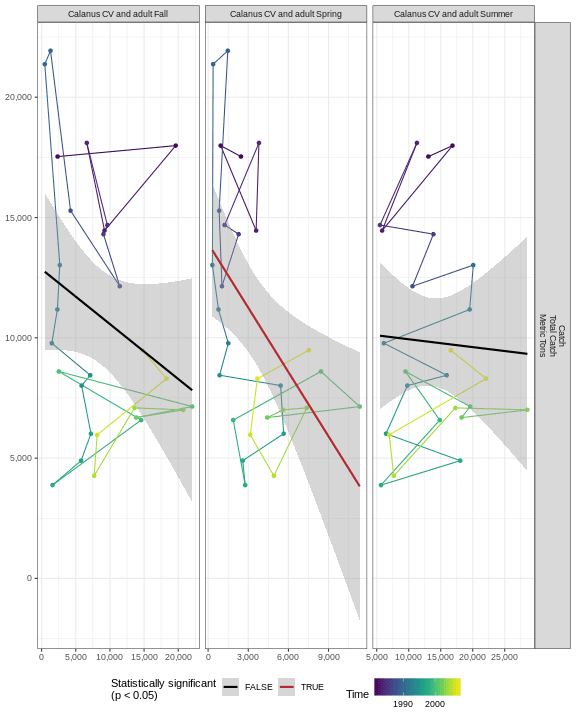 Calanus CV and adult Fall
Calanus CV and adult Spring
Calanus CV and adult Summer
20,000
15,000
10,000
5,000
0
Catch
Total Catch
Metric Tons
0 5,000 10,000 15,000 20,000
0 3,000 6,000 9,000
5,000 10,000 15,000 20,000 25,000
Statistically significant
(p < 0.05)
FALSE
TRUE
Time
1990 2000